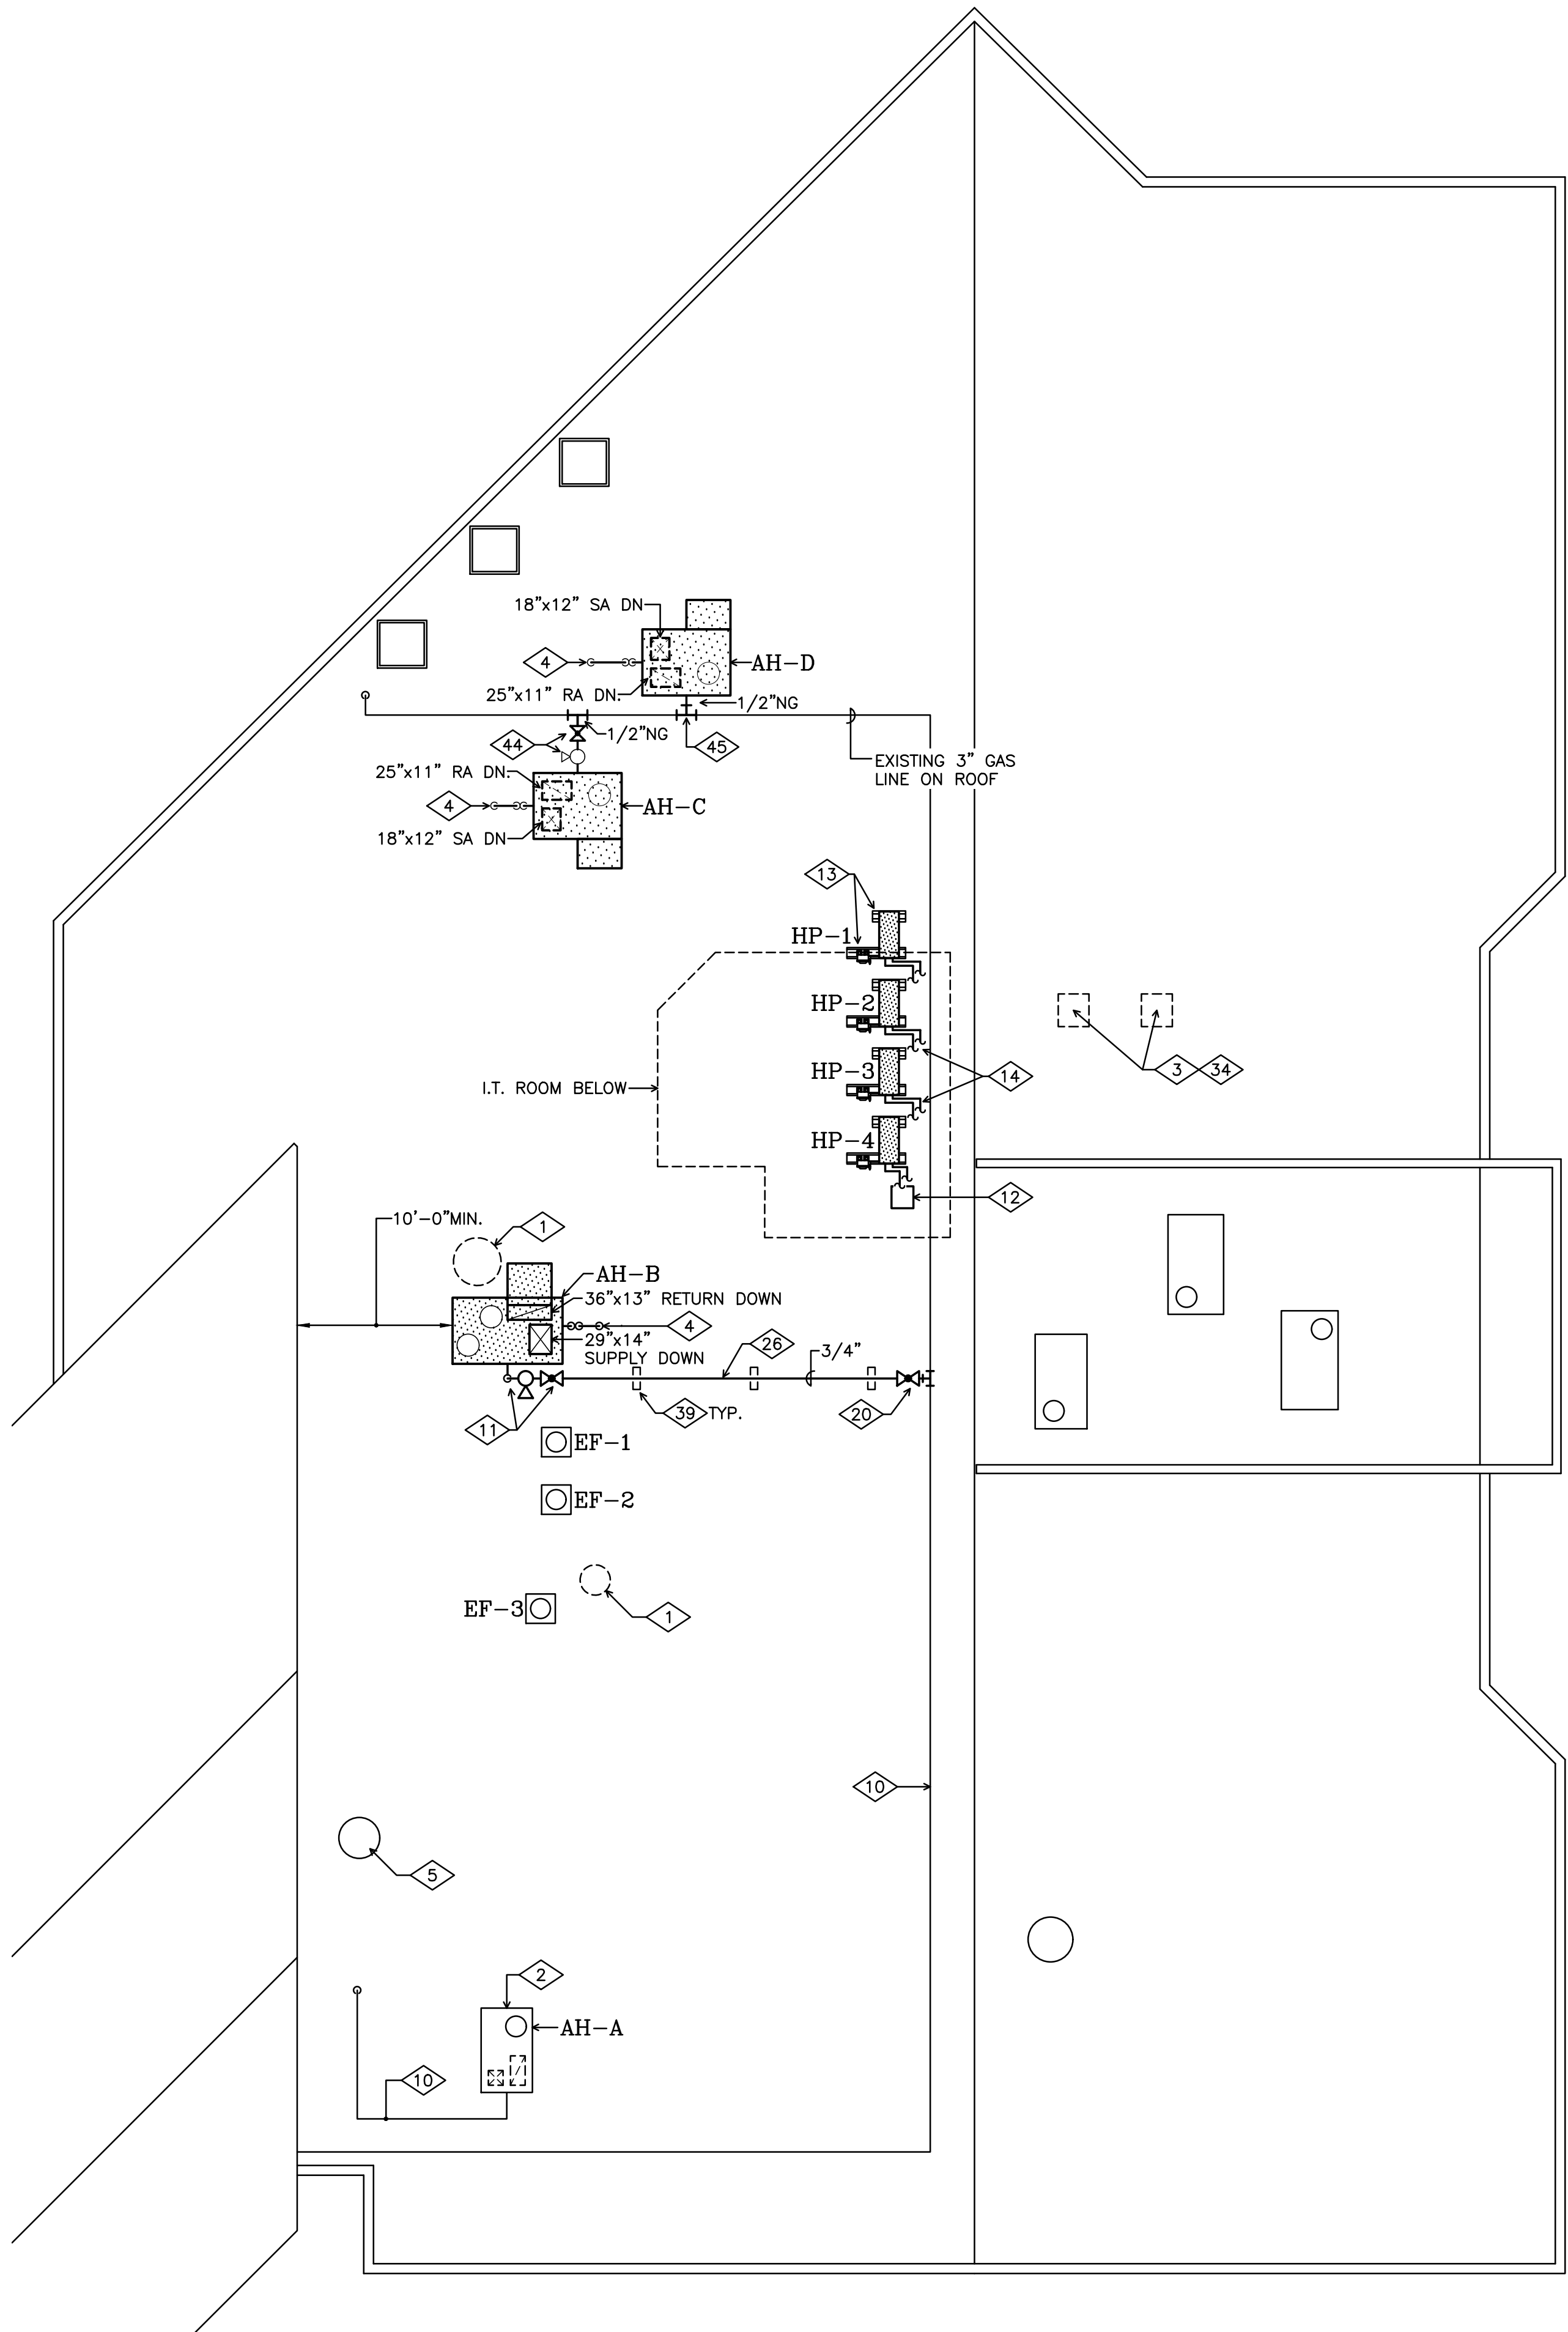 18"x12" SA DN
4
AH-D
25"x11" RA DN.
1/2"NG
44
1/2"NG
45
EXISTING 3" GAS
LINE ON ROOF
25"x11" RA DN.
4
AH-C
18"x12" SA DN
13
HP-1
HP-2
HP-3
3
34
14
I.T. ROOM BELOW
HP-4
12
10'-0"MIN.
1
AH-B
36"x13" RETURN DOWN
4
29"x14"
SUPPLY DOWN
26
3/4"
39
TYP.
20
11
EF-1
EF-2
EF-3
1
10
5
2
AH-A
10